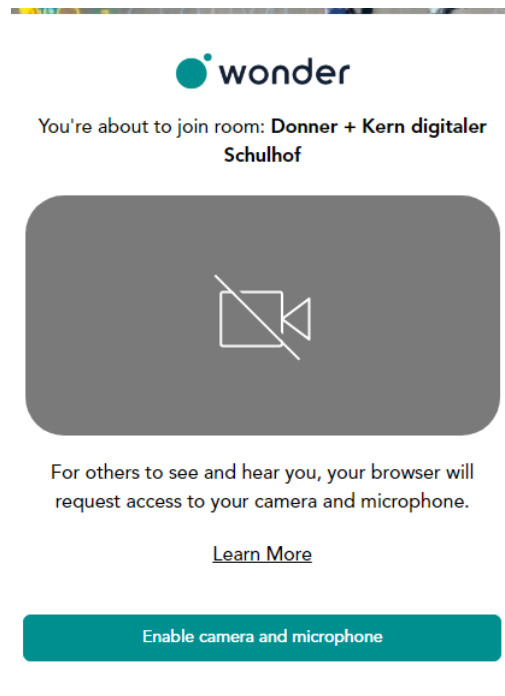 wonder
You're about to join room: Donner + Kern digitaler
Schulhof
For others to see and hear you, your browser will
request access to your camera and microphone.
Learn More
Enable camera and microphone